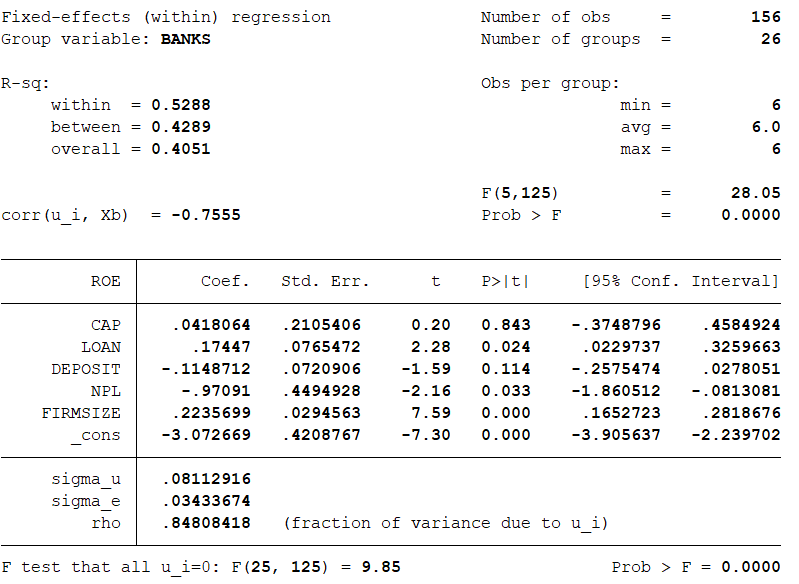 Fixed-effects (within) regression Number of obs = 156
Group variable: BANKS Number of groups = 26
R-sq: Obs per group:
within = 0.5288 min = 6
between = 0.4289 avg = 6.0
overall = 0.4051 max = 6
F(5,125) = 28.05
corr(u_i, Xb) = -0.7555 Prob > F = 0.0000
ROE Coef. Std. Err. t P>|t| [95% Conf. Interval]
CAP .0418064 .2105406 0.20 0.843 -.3748796 .4584924
LOAN .17447 .0765472 2.28 0.024 .0229737 .3259663
DEPOSIT -.1148712 .0720906 -1.59 0.114 -.2575474 .0278051
NPL -.97091 .4494928 -2.16 0.033 -1.860512 -.0813081
FIRMSIZE .2235699 .0294563 7.59 0.000 .1652723 .2818676
_cons -3.072669 .4208767 -7.30 0.000 -3.905637 -2.239702
sigma_u .08112916
sigma_e .03433674
rho .84808418 (fraction of variance due to u_i)
F test that all u_i=0: F(25, 125) = 9.85 Prob > F = 0.0000